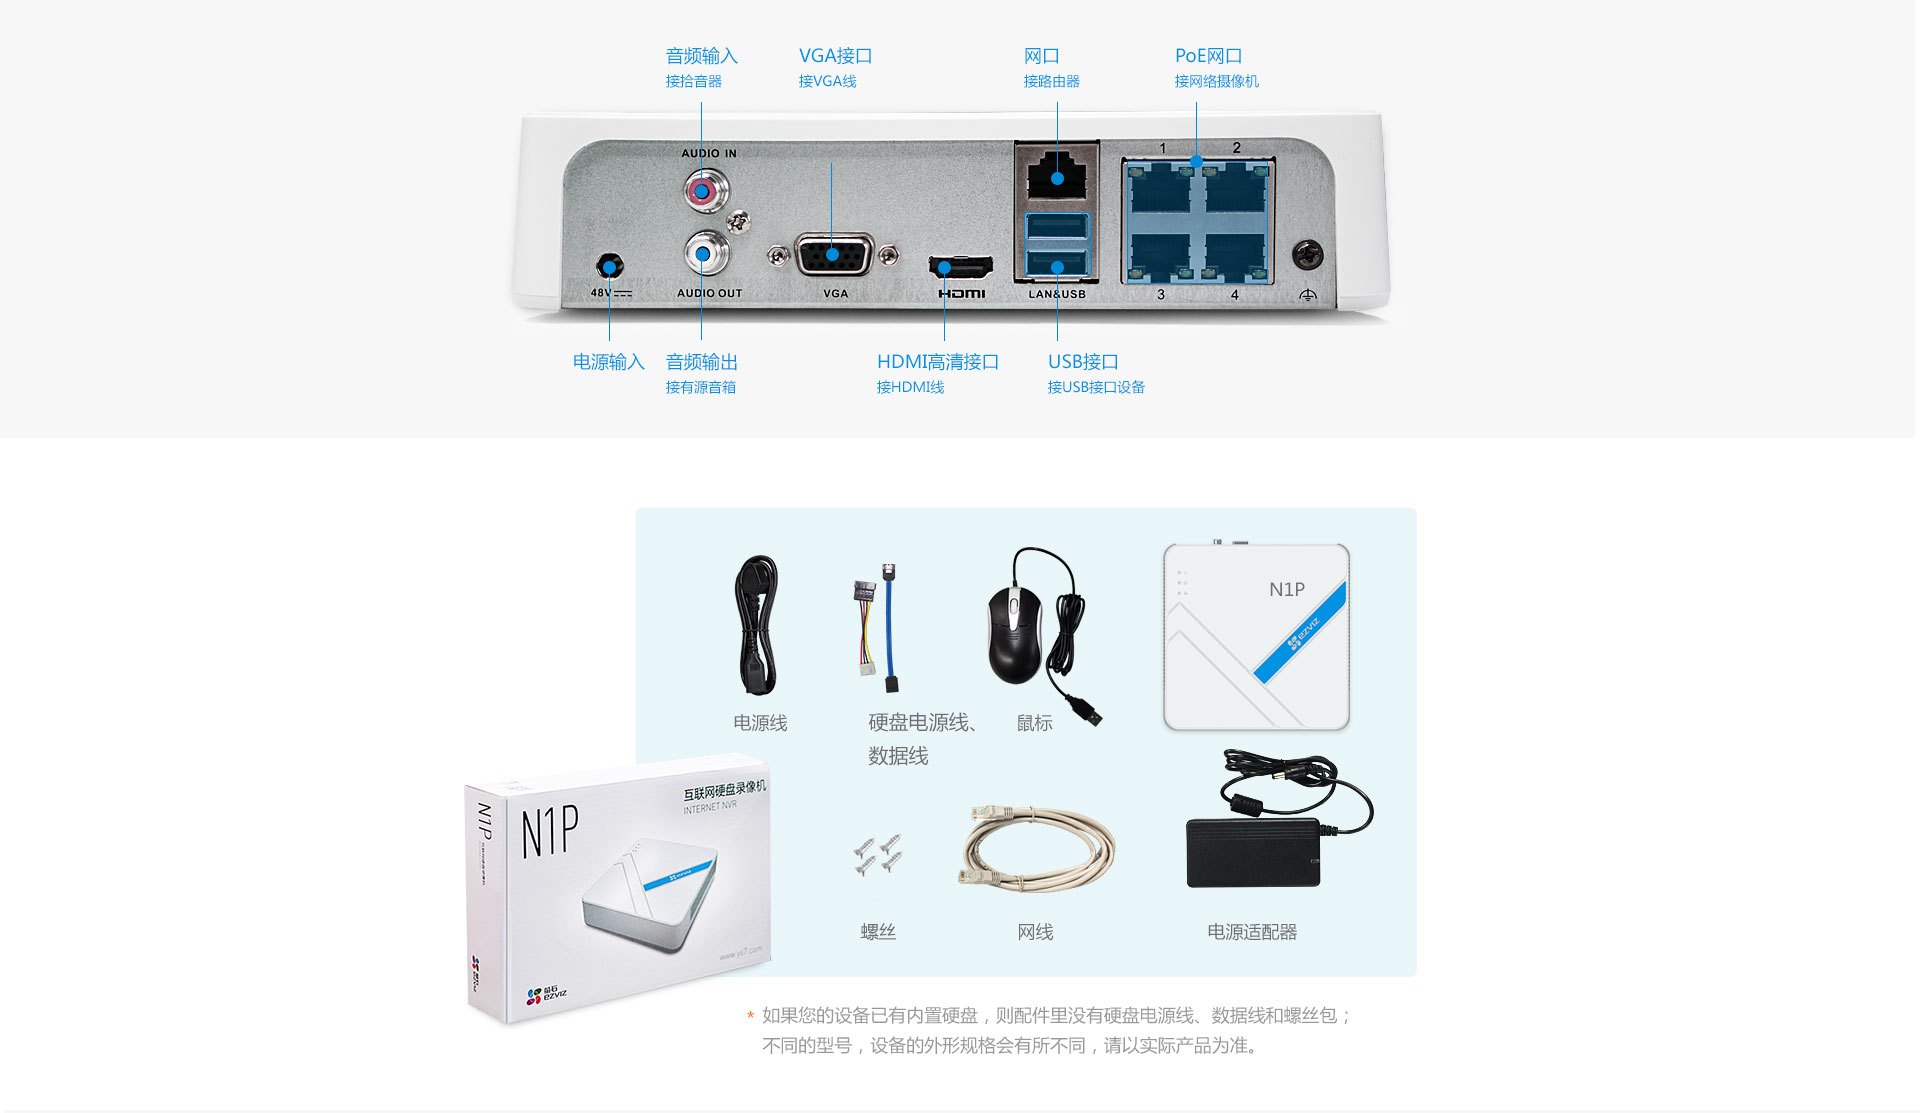 音频输入
接拾音器
VGA接口
接VGA线
网口
接路由器
PoE网口
接网络摄像机
AUDIO IN
1
2
48V
AUDIO OUT
VGA
HDMI
LAN&USB
3
4
电源输入
音频输出
接有源音箱
HDMI高清接口
接HDMI线
USB接口
接USB接口设备
N1P
ezviz
电源线
硬盘电源线、
数据线
鼠标
互联网硬盘录像机
INTERNET NVR
N1P
N1P
www.ys7.com
萤石
ezviz
ezviz
螺丝
网线
电源适配器
* 如果您的设备已有内置硬盘，则配件里没有硬盘电源线、数据线和螺丝包；
不同的型号，设备的外形规格会有所不同，请以实际产品为准。